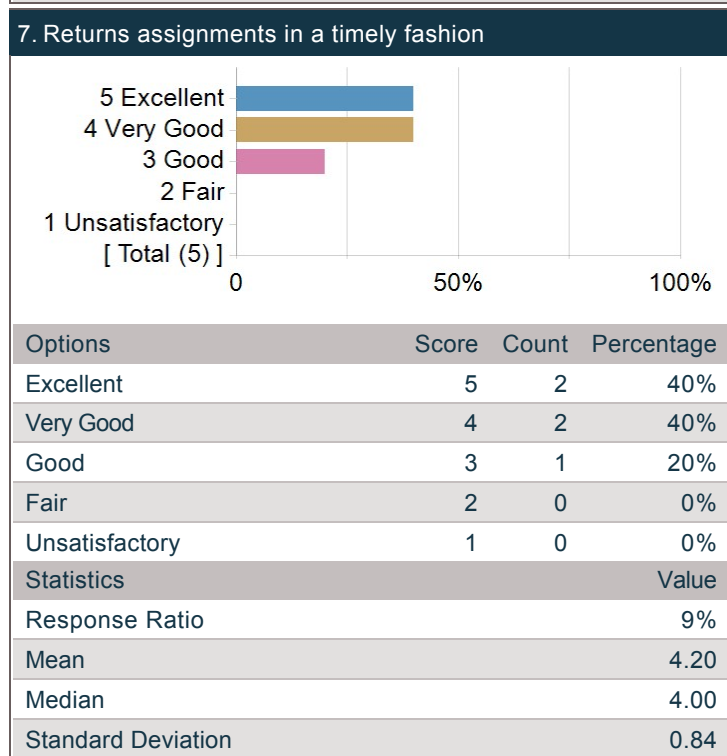 7. Returns assignments in a timely fashion
5 Excellent
4 Very Good
3 Good
2 Fair
1 Unsatisfactory
[ Total (5) ]
0 50% 100%
Options Score Count Percentage
Excellent 5 2 40%
Very Good 4 2 40%
Good 3 1 20%
Fair 2 0 0%
Unsatisfactory 1 0 0%
Statistics Value
Response Ratio 9%
Mean 4.20
Median 4.00
Standard Deviation 0.84